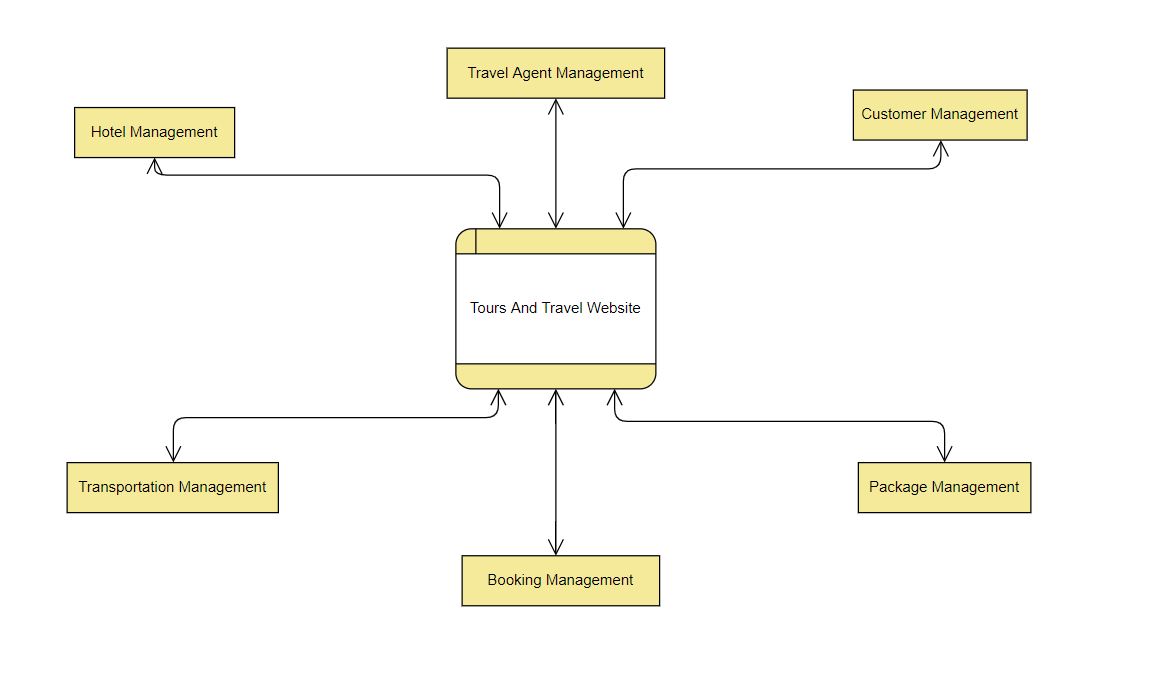 Travel Agent Management
Customer Management
Hotel Management
Tours And Travel Website
Transportation Management
Package Management
Booking Management